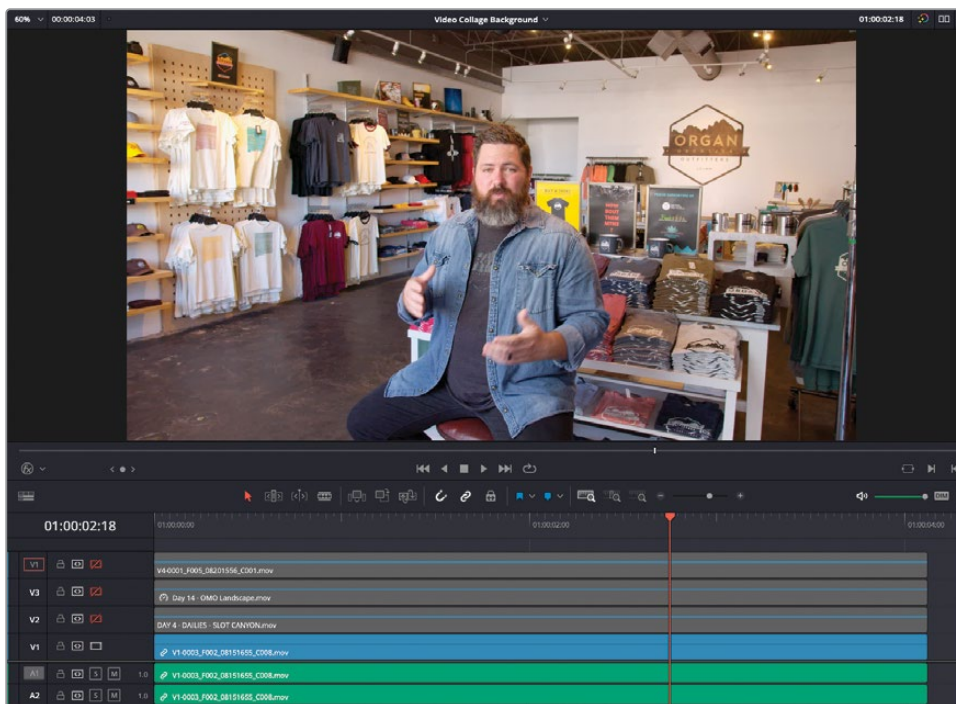 60% 00:00:04:03 Video Collage Background 01:00:02:18
ORGAN
OUTFITTERS
01:00:02:18 01:00:00:00 01:00:02:00 01:00:04:00
DIM
V1 V4-0001_F005_08201556_C001.mov
V3 Day 14 - OMO Landscape.mov
V2 DAY 4 - DAILIES - SLOT CANYON.mov
V1 V1-0003_F002_08151655_C008.mov
A1 S M 1.0 V1-0003_F002_08151655_C008.mov
A2 S M 1.0 V1-0003_F002_08151655_C008.mov